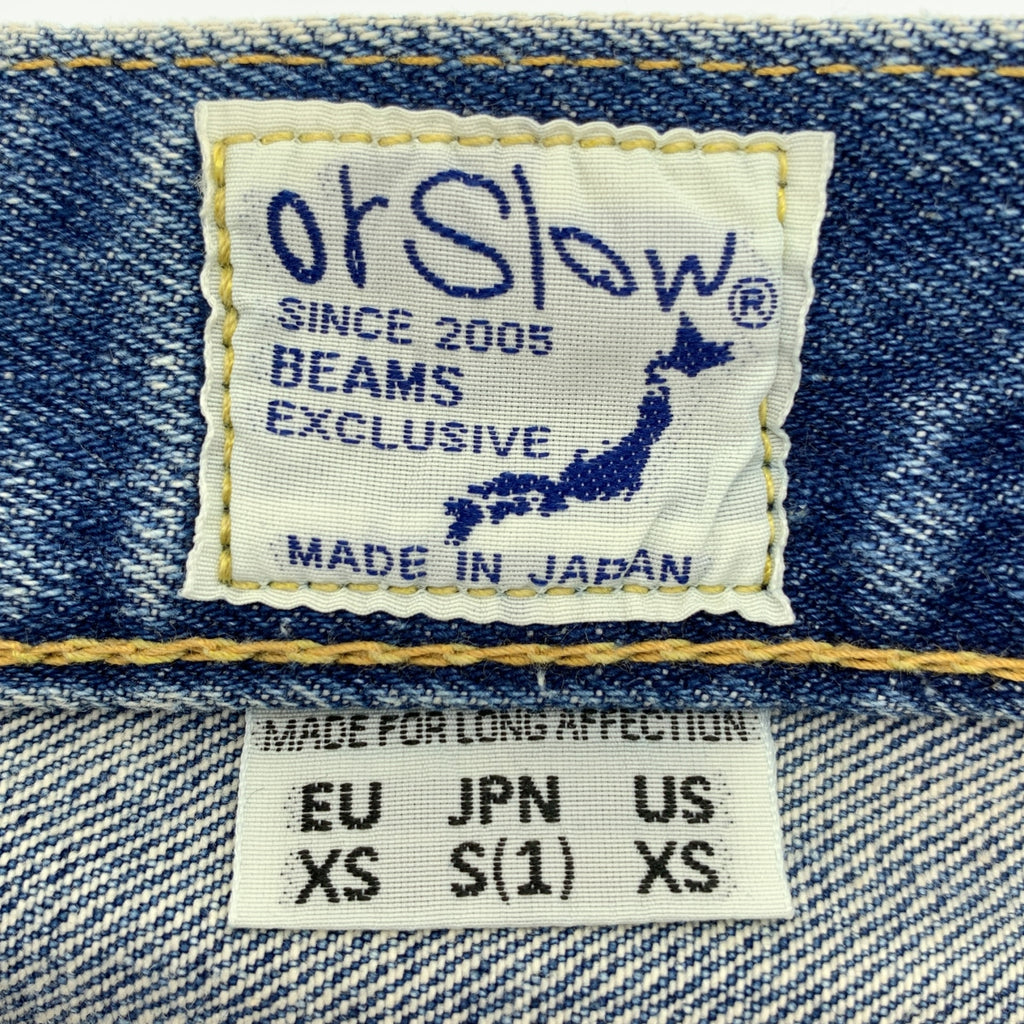 orSlow®
SINCE 2005
BEAMS
EXCLUSIVE
MADE IN JAPAN
MADE FOR LONG AFFECTION
EU JPN US
XS S(1) XS